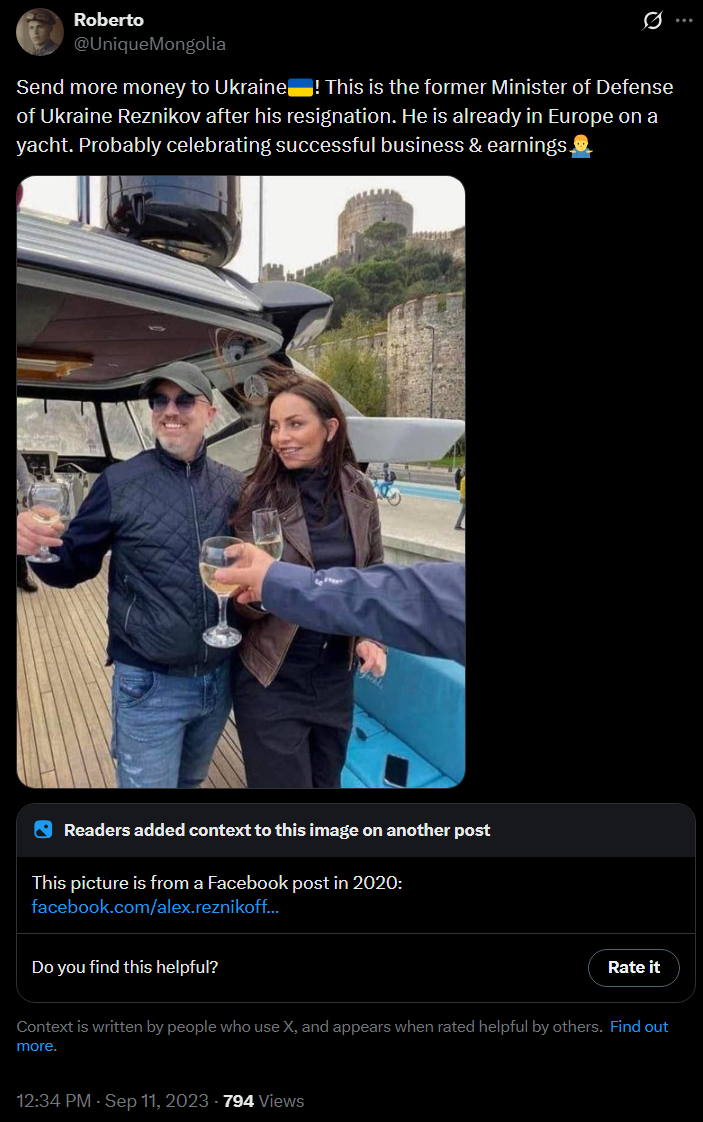 Roberto
@UniqueMongolia
Send more money to Ukraine🇺🇦! This is the former Minister of Defense
of Ukraine Reznikov after his resignation. He is already in Europe on a
yacht. Probably celebrating successful business & earnings🤷‍♂️
Readers added context to this image on another post
This picture is from a Facebook post in 2020:
facebook.com/alex.reznikoff...
Do you find this helpful?
Rate it
Context is written by people who use X, and appears when rated helpful by others. Find out
more.
12:34 PM · Sep 11, 2023 · 794 Views